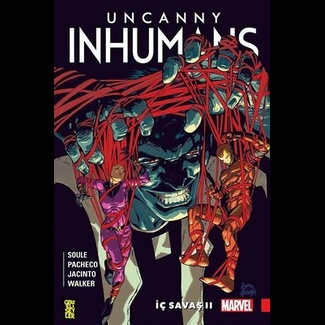 UNCANNY
INHUMANS
SOULE
PACHECO
JACINTO
WALKER
İÇ SAVAŞ II
MARVEL